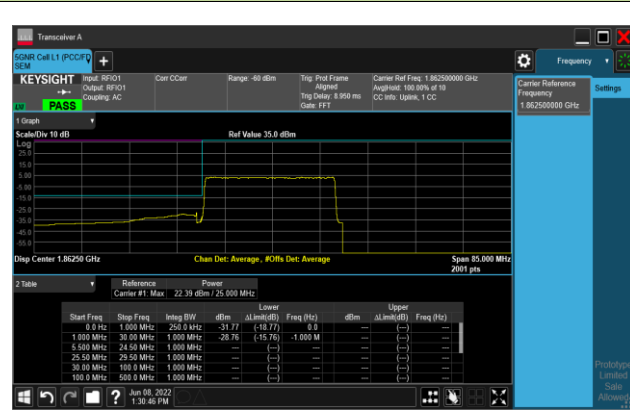 Transceiver A
5GNR Cell L1 (PCC/FD
SEM
+
Frequency
KEYSIGHT
Input: RFIO1
Output: RFIO1
Coupling: AC
Corr CCorr
Range: -60 dBm
Trig: Prot Frame
Aligned
Trig Delay: 8.950 ms
Gate: FFT
Carrier Ref Freq: 1.862500000 GHz
Avg|Hold: 100.00% of 10
CC Info: Uplink, 1 CC
PASS
Carrier Reference
Frequency
1.862500000 GHz
Settings
1 Graph
Scale/Div 10 dB
Ref Value 35.0 dBm
Log
25.0
15.0
5.00
-5.00
-15.0
-25.0
-35.0
-45.0
-55.0
Disp Center 1.86250 GHz
Chan Det: Average , #Offs Det: Average
Span 85.000 MHz
2001 pts
2 Table
Reference Power
Carrier #1: Max 22.39 dBm / 25.000 MHz
Lower Upper
Start Freq Stop Freq Integ BW dBm ΔLimit(dB) Freq (Hz) dBm ΔLimit(dB) Freq (Hz)
0.0 Hz 1.000 MHz 250.0 kHz -31.77 (-18.77) 0.0 --- (---) ---
1.000 MHz 30.00 MHz 1.000 MHz -28.76 (-15.76) -1.000 M --- (---) ---
5.500 MHz 24.50 MHz 1.000 MHz --- (---) --- --- (---) ---
25.50 MHz 29.50 MHz 1.000 MHz --- (---) --- --- (---) ---
30.00 MHz 100.0 MHz 1.000 MHz --- (---) --- --- (---) ---
100.0 MHz 500.0 MHz 1.000 MHz --- (---) --- --- (---) ---
Prototype
Limited
Sale
Allowed
?
Jun 08, 2022
1:30:46 PM